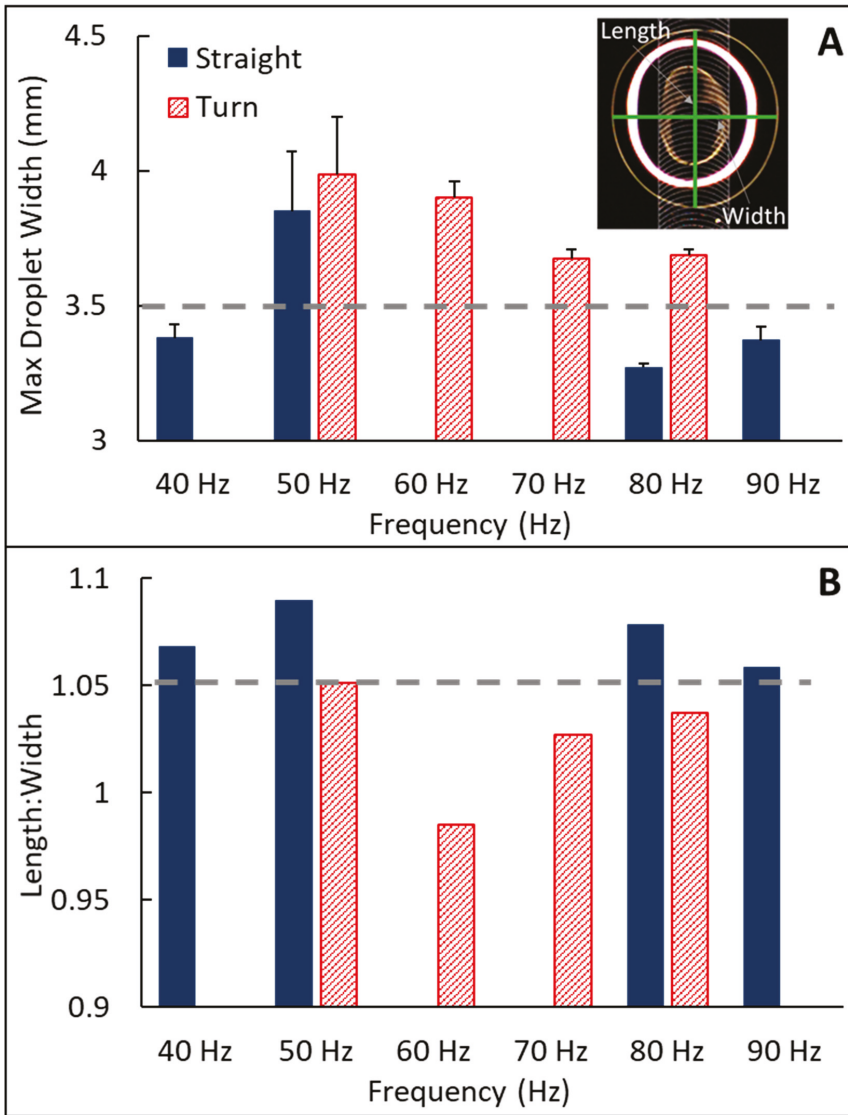 A
4.5
4
3.5
3
Max Droplet Width (mm)
Straight
Turn
Length
Width
40 Hz 50 Hz 60 Hz 70 Hz 80 Hz 90 Hz
Frequency (Hz)
B
1.1
1.05
1
0.95
0.9
Length:Width
40 Hz 50 Hz 60 Hz 70 Hz 80 Hz 90 Hz
Frequency (Hz)